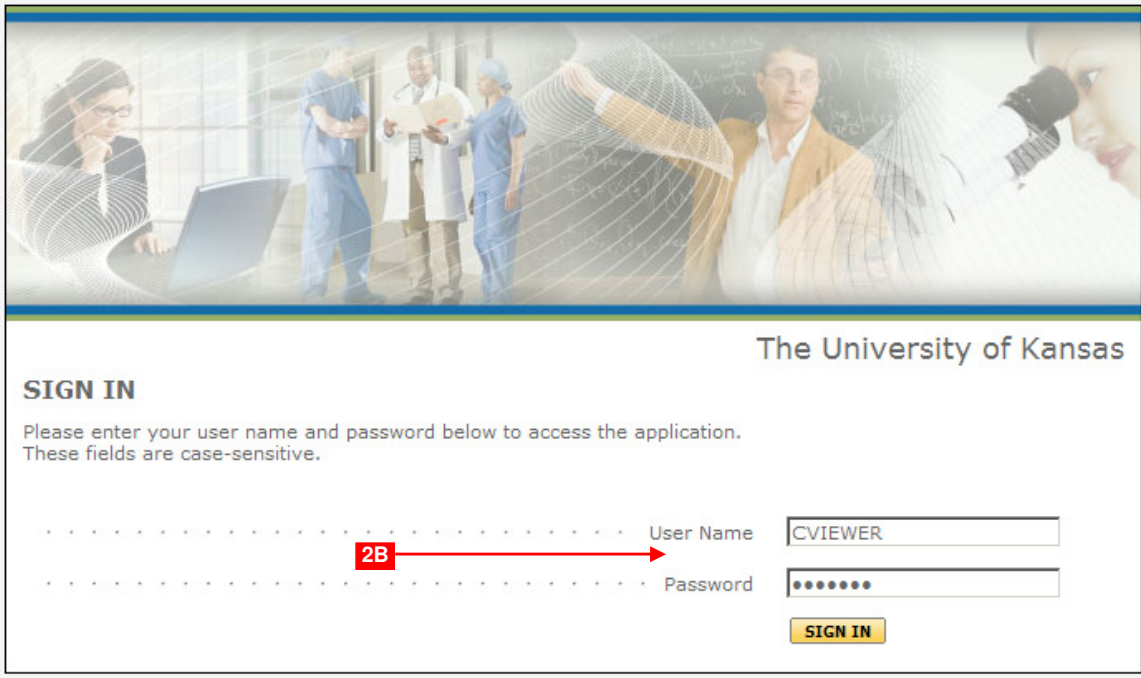 The University of Kansas
SIGN IN
Please enter your user name and password below to access the application.
These fields are case-sensitive.
User Name CVIEWER
2B
Password •••••••
SIGN IN